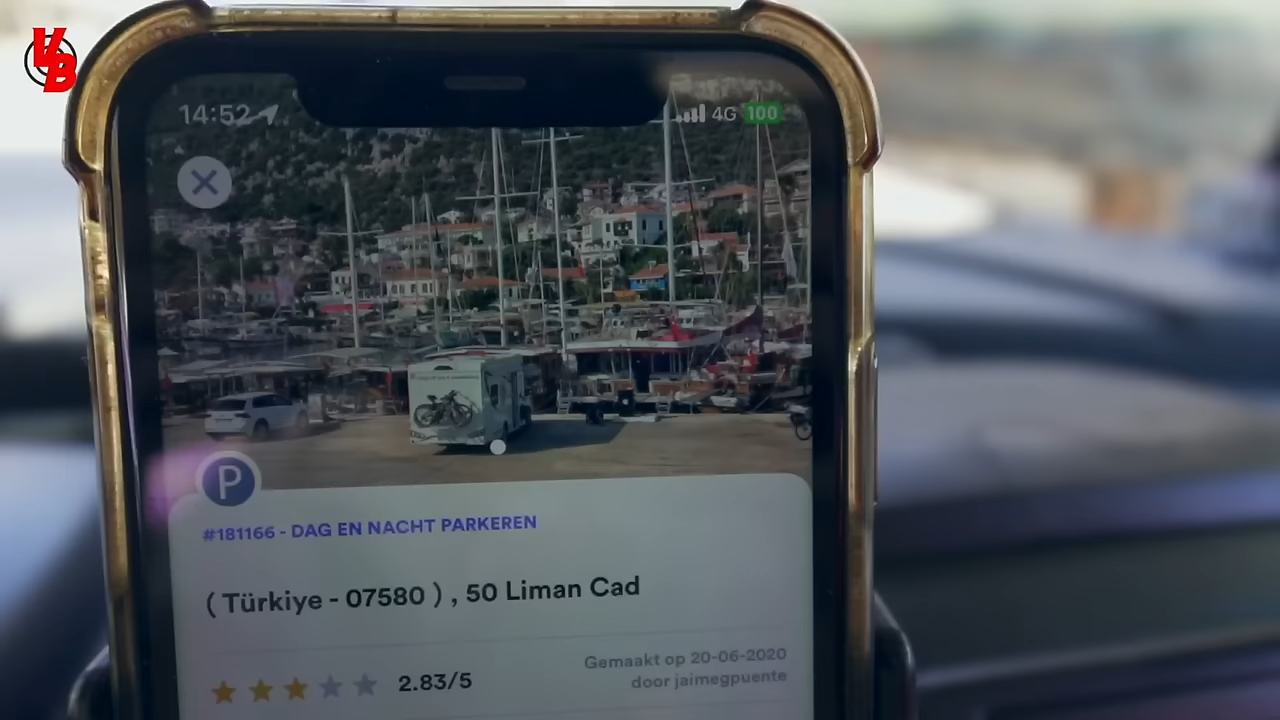 VB
14:52
4G 100
P
#181166 - DAG EN NACHT PARKEREN
( Türkiye - 07580 ) , 50 Liman Cad
2.83/5
Gemaakt op 20-06-2020
door jaimegpuente